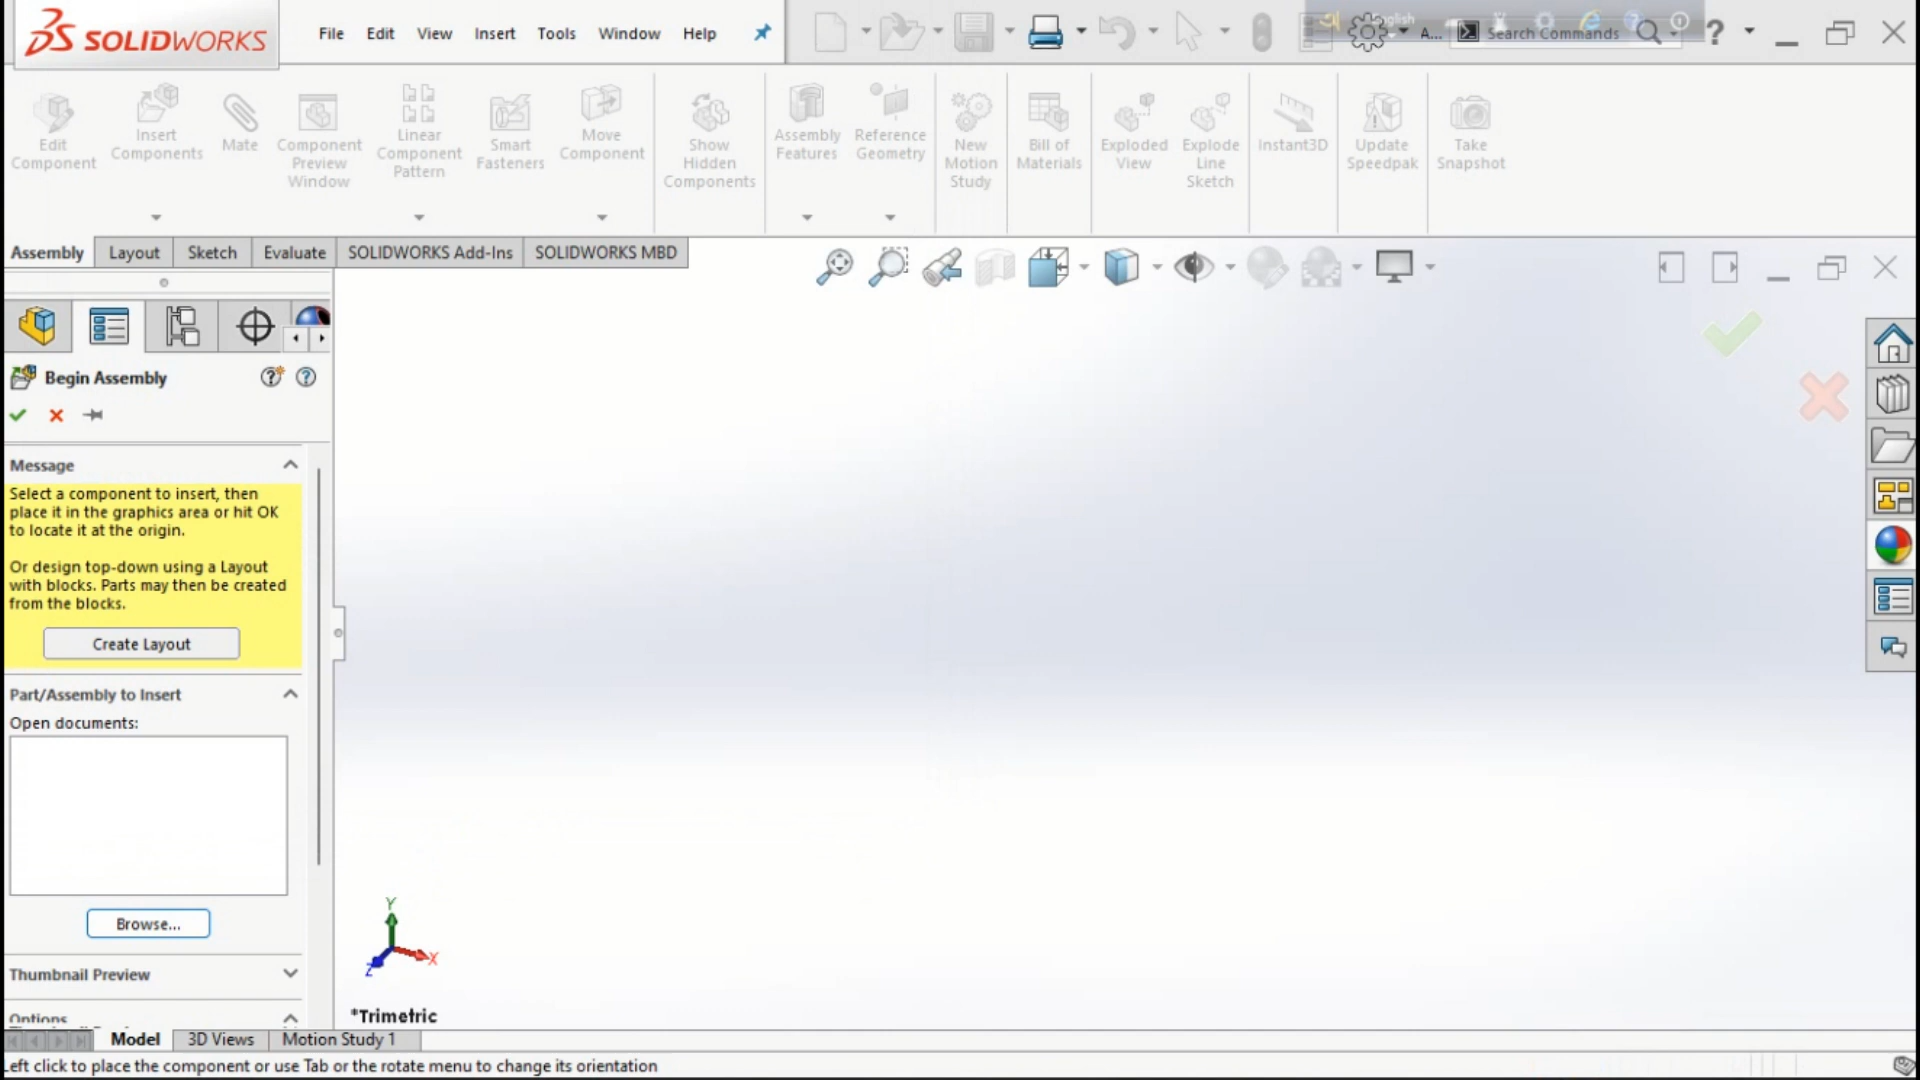 SOLIDWORKS
File Edit View Insert Tools Window Help
English
A...
Search Commands
?
Edit Component
Insert Components
Mate
Component Preview Window
Linear Component Pattern
Smart Fasteners
Move Component
Show Hidden Components
Assembly Features
Reference Geometry
New Motion Study
Bill of Materials
Exploded View
Explode Line Sketch
Instant3D
Update Speedpak
Take Snapshot
Assembly Layout Sketch Evaluate SOLIDWORKS Add-Ins SOLIDWORKS MBD
Begin Assembly
Message
Select a component to insert, then
place it in the graphics area or hit OK
to locate it at the origin.
Or design top-down using a Layout
with blocks. Parts may then be created
from the blocks.
Create Layout
Part/Assembly to Insert
Open documents:
Browse...
Thumbnail Preview
Options
Y
X
Z
*Trimetric
Model 3D Views Motion Study 1
Left click to place the component or use Tab or the rotate menu to change its orientation